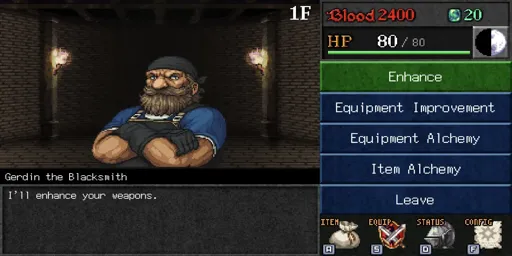 1F
Blood 2400
20
HP 80/80
Enhance
Equipment Improvement
Equipment Alchemy
Item Alchemy
Leave
Gerdin the Blacksmith
I'll enhance your weapons.
ITEM EQUIP STATUS CONFIG
A S D F